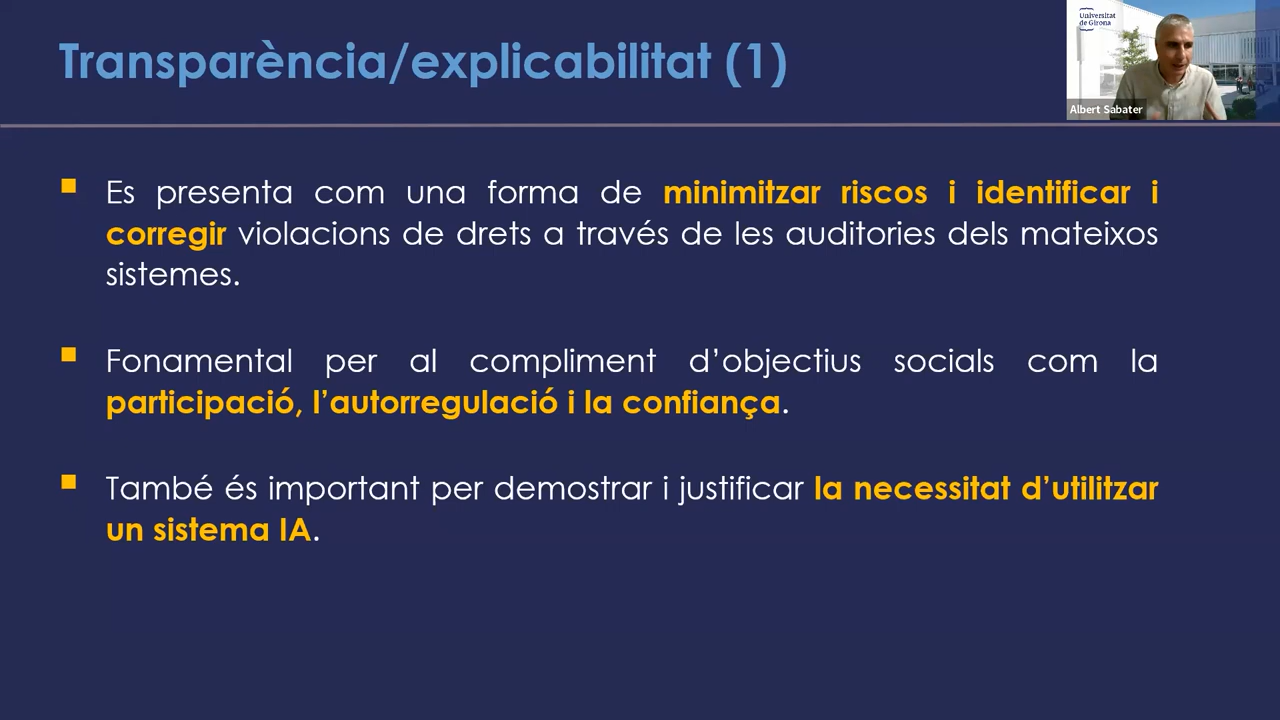 Transparència/explicabilitat (1)
Universitat
de Girona
Albert Sabater
Es presenta com una forma de minimitzar riscos i identificar i
corregir violacions de drets a través de les auditories dels mateixos
sistemes.
Fonamental per al compliment d’objectius socials com la
participació, l’autorregulació i la confiança.
També és important per demostrar i justificar la necessitat d’utilitzar
un sistema IA.